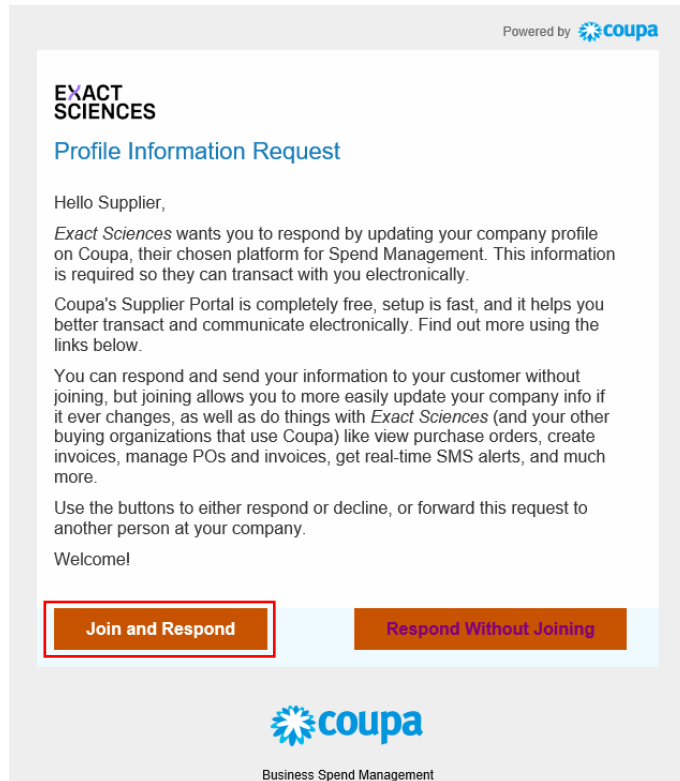 Powered by coupa
EXACT
SCIENCES
Profile Information Request
Hello Supplier,
Exact Sciences wants you to respond by updating your company profile
on Coupa, their chosen platform for Spend Management. This information
is required so they can transact with you electronically.
Coupa's Supplier Portal is completely free, setup is fast, and it helps you
better transact and communicate electronically. Find out more using the
links below.
You can respond and send your information to your customer without
joining, but joining allows you to more easily update your company info if
it ever changes, as well as do things with Exact Sciences (and your other
buying organizations that use Coupa) like view purchase orders, create
invoices, manage POs and invoices, get real-time SMS alerts, and much
more.
Use the buttons to either respond or decline, or forward this request to
another person at your company.
Welcome!
Join and Respond
Respond Without Joining
coupa
Business Spend Management